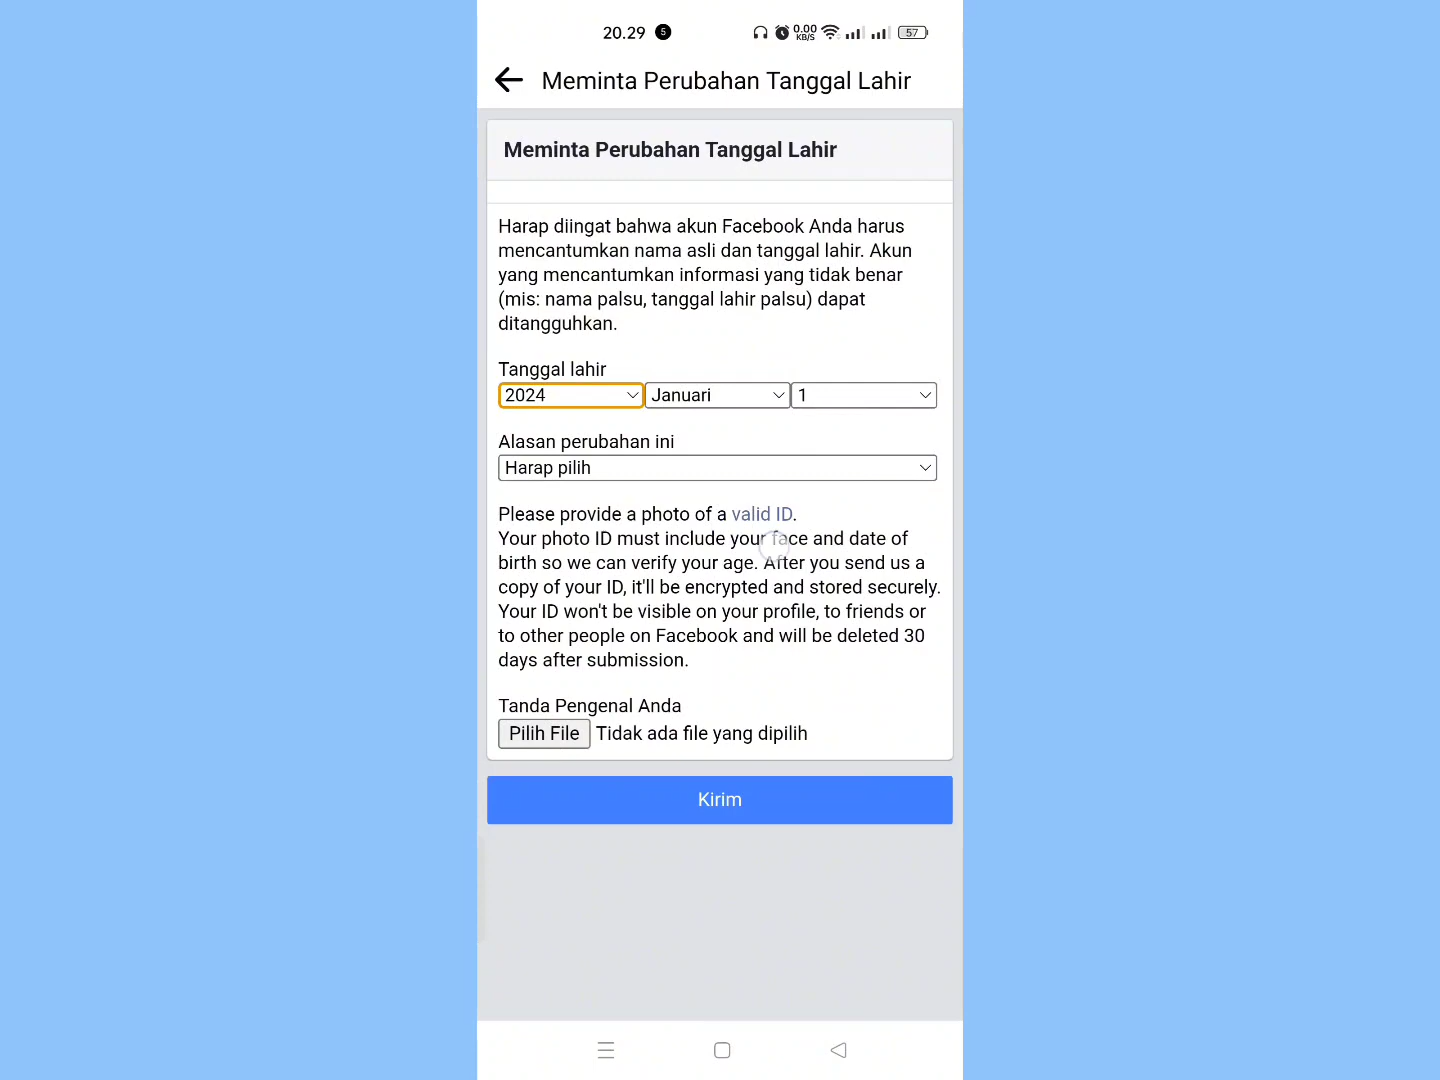 20.29 5 0.00 KB/S 57
Meminta Perubahan Tanggal Lahir
Meminta Perubahan Tanggal Lahir
Harap diingat bahwa akun Facebook Anda harus
mencantumkan nama asli dan tanggal lahir. Akun
yang mencantumkan informasi yang tidak benar
(mis: nama palsu, tanggal lahir palsu) dapat
ditangguhkan.
Tanggal lahir
2024 Januari 1
Alasan perubahan ini
Harap pilih
Please provide a photo of a valid ID.
Your photo ID must include your face and date of
birth so we can verify your age. After you send us a
copy of your ID, it'll be encrypted and stored securely.
Your ID won't be visible on your profile, to friends or
to other people on Facebook and will be deleted 30
days after submission.
Tanda Pengenal Anda
Pilih File Tidak ada file yang dipilih
Kirim